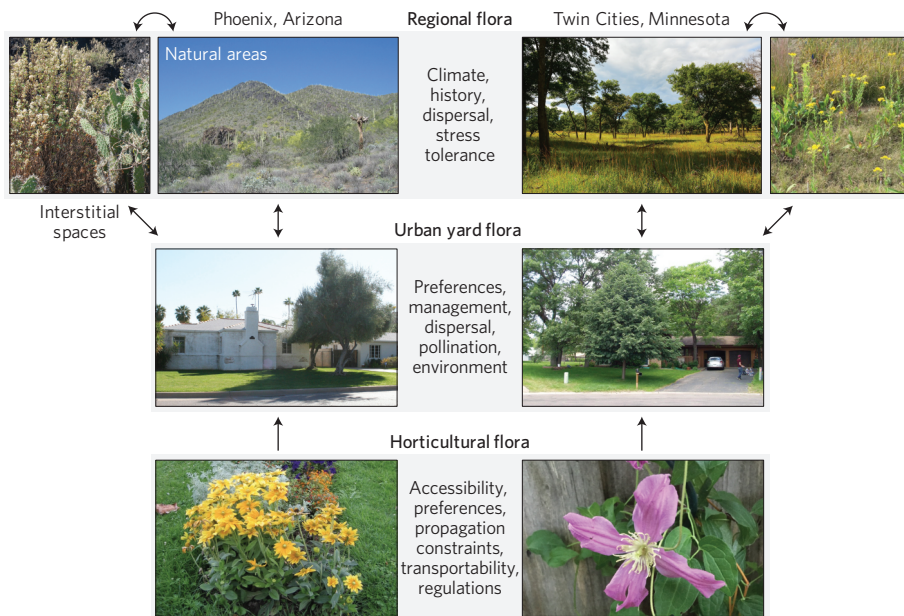 Phoenix, Arizona
Regional flora
Twin Cities, Minnesota
Natural areas
Climate,
history,
dispersal,
stress
tolerance
Interstitial
spaces
Urban yard flora
Preferences,
management,
dispersal,
pollination,
environment
Horticultural flora
Accessibility,
preferences,
propagation
constraints,
transportability,
regulations